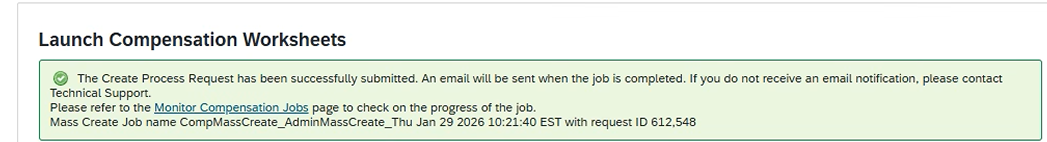 Launch Compensation Worksheets
The Create Process Request has been successfully submitted. An email will be sent when the job is completed. If you do not receive an email notification, please contact
Technical Support.
Please refer to the Monitor Compensation Jobs page to check on the progress of the job.
Mass Create Job name CompMassCreate_AdminMassCreate_Thu Jan 29 2026 10:21:40 EST with request ID 612,548